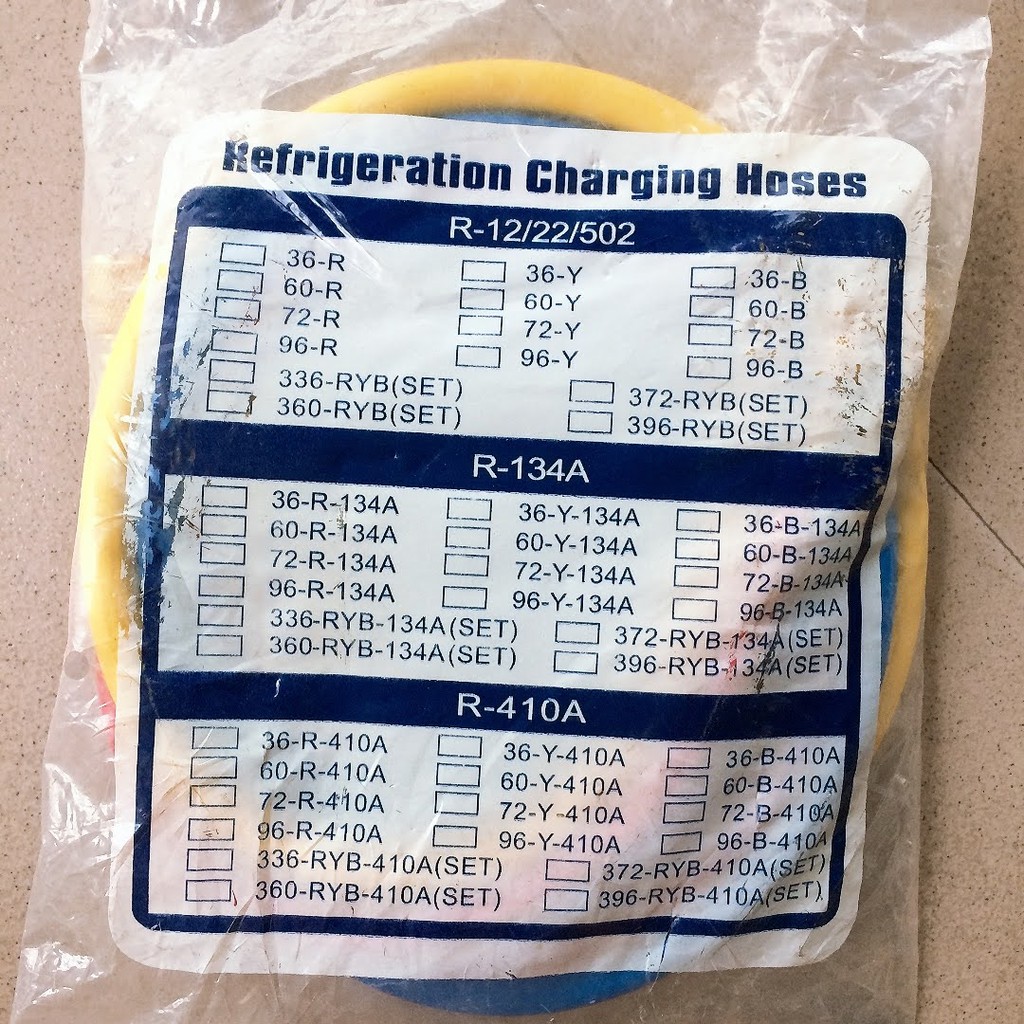 Refrigeration Charging Hoses
R-12/22/502
36-R 36-Y 36-B
60-R 60-Y 60-B
72-R 72-Y 72-B
96-R 96-Y 96-B
336-RYB(SET) 372-RYB(SET)
360-RYB(SET) 396-RYB(SET)
R-134A
36-R-134A 36-Y-134A 36-B-134A
60-R-134A 60-Y-134A 60-B-134A
72-R-134A 72-Y-134A 72-B-134A
96-R-134A 96-Y-134A 96-B-134A
336-RYB-134A(SET) 372-RYB-134A(SET)
360-RYB-134A(SET) 396-RYB-134A(SET)
R-410A
36-R-410A 36-Y-410A 36-B-410A
60-R-410A 60-Y-410A 60-B-410A
72-R-410A 72-Y-410A 72-B-410A
96-R-410A 96-Y-410A 96-B-410A
336-RYB-410A(SET) 372-RYB-410A(SET)
360-RYB-410A(SET) 396-RYB-410A(SET)